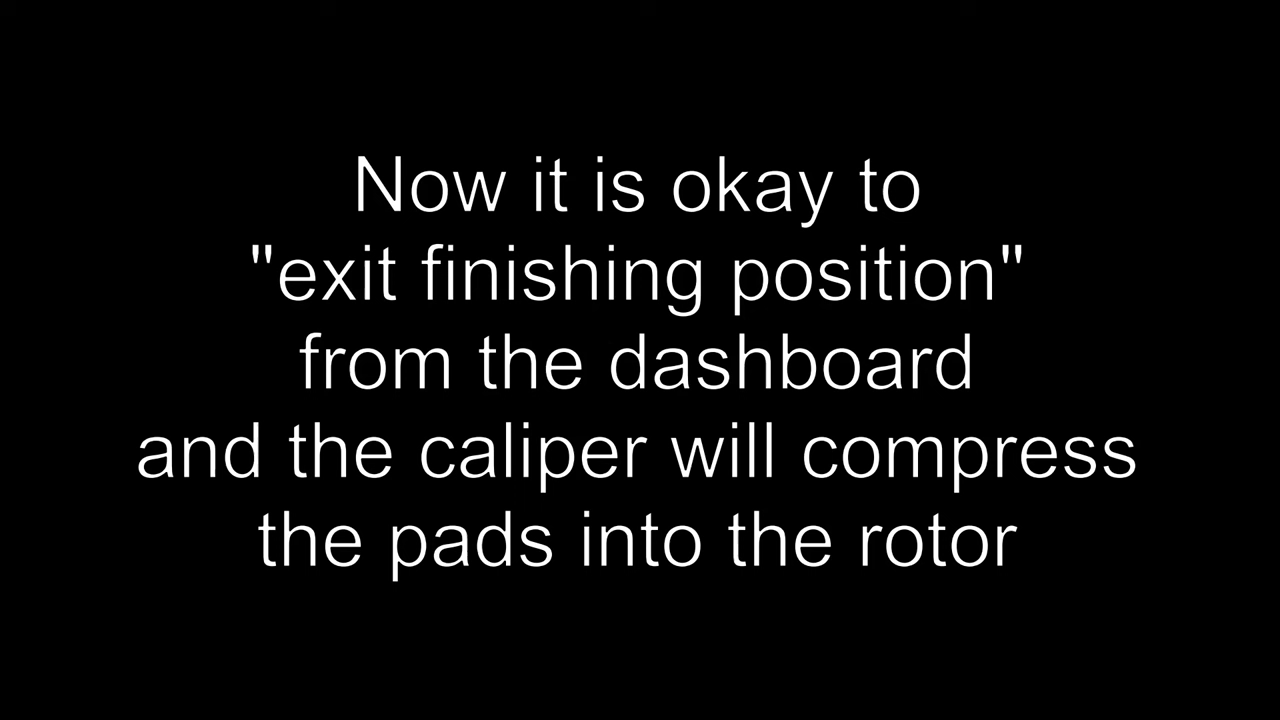 Now it is okay to
"exit finishing position"
from the dashboard
and the caliper will compress
the pads into the rotor